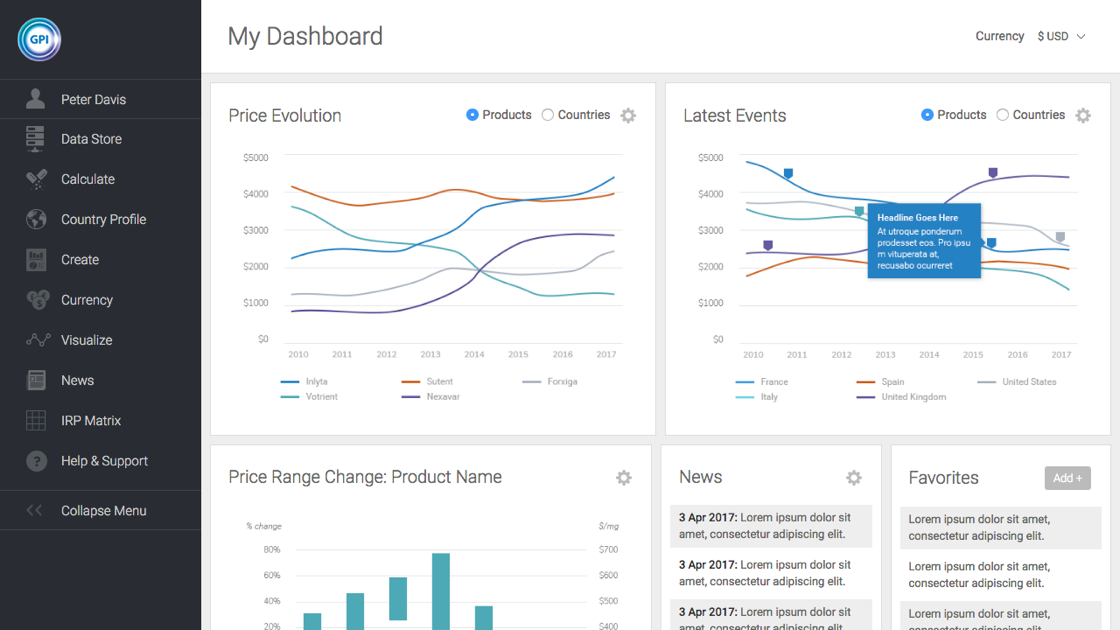 GPI
My Dashboard
Currency $ USD
Peter Davis
Data Store
Calculate
Country Profile
Create
Currency
Visualize
News
IRP Matrix
Help & Support
Collapse Menu
Price Evolution
Products Countries
$5000
$4000
$3000
$2000
$1000
$0
2010 2011 2012 2013 2014 2015 2016 2017
Inlyta Sutent Forxiga
Votrient Nexavar
Latest Events
Products Countries
$5000
$4000
$3000
$2000
$1000
$0
Headline Goes Here
At utroque ponderum
prodesset eos. Pro ipsu
m vituperata at,
recusabo ocurreret
2010 2011 2012 2013 2014 2015 2016 2017
France Spain United States
Italy United Kingdom
Price Range Change: Product Name
% change $/mg
80% $700
60% $600
40% $500
20% $400
News
3 Apr 2017: Lorem ipsum dolor sit
amet, consectetur adipiscing elit.
3 Apr 2017: Lorem ipsum dolor sit
amet, consectetur adipiscing elit.
3 Apr 2017: Lorem ipsum dolor sit
amet, consectetur adipiscing elit.
Favorites Add +
Lorem ipsum dolor sit amet,
consectetur adipiscing elit.
Lorem ipsum dolor sit amet,
consectetur adipiscing elit.
Lorem ipsum dolor sit amet,
consectetur adipiscing elit.